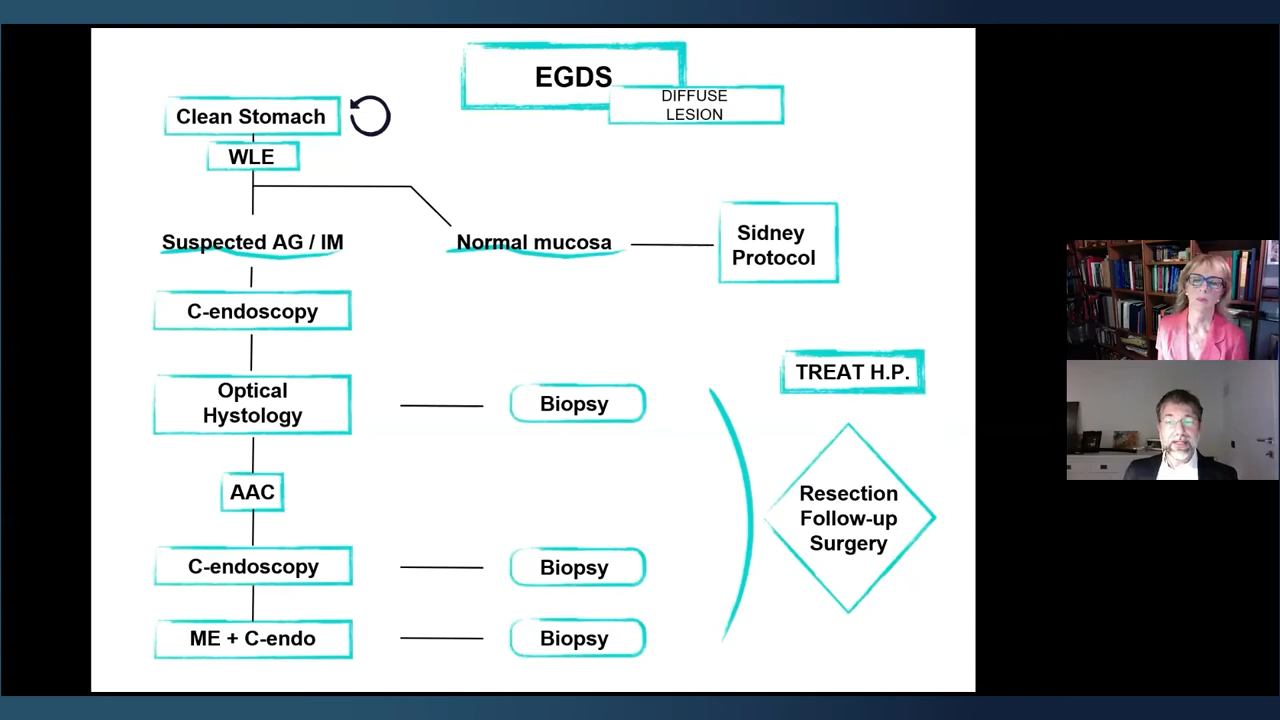 EGDS
DIFFUSE
LESION
Clean Stomach
WLE
Suspected AG / IM
Normal mucosa
Sidney
Protocol
C-endoscopy
Optical
Hystology
Biopsy
AAC
C-endoscopy
Biopsy
ME + C-endo
Biopsy
TREAT H.P.
Resection
Follow-up
Surgery